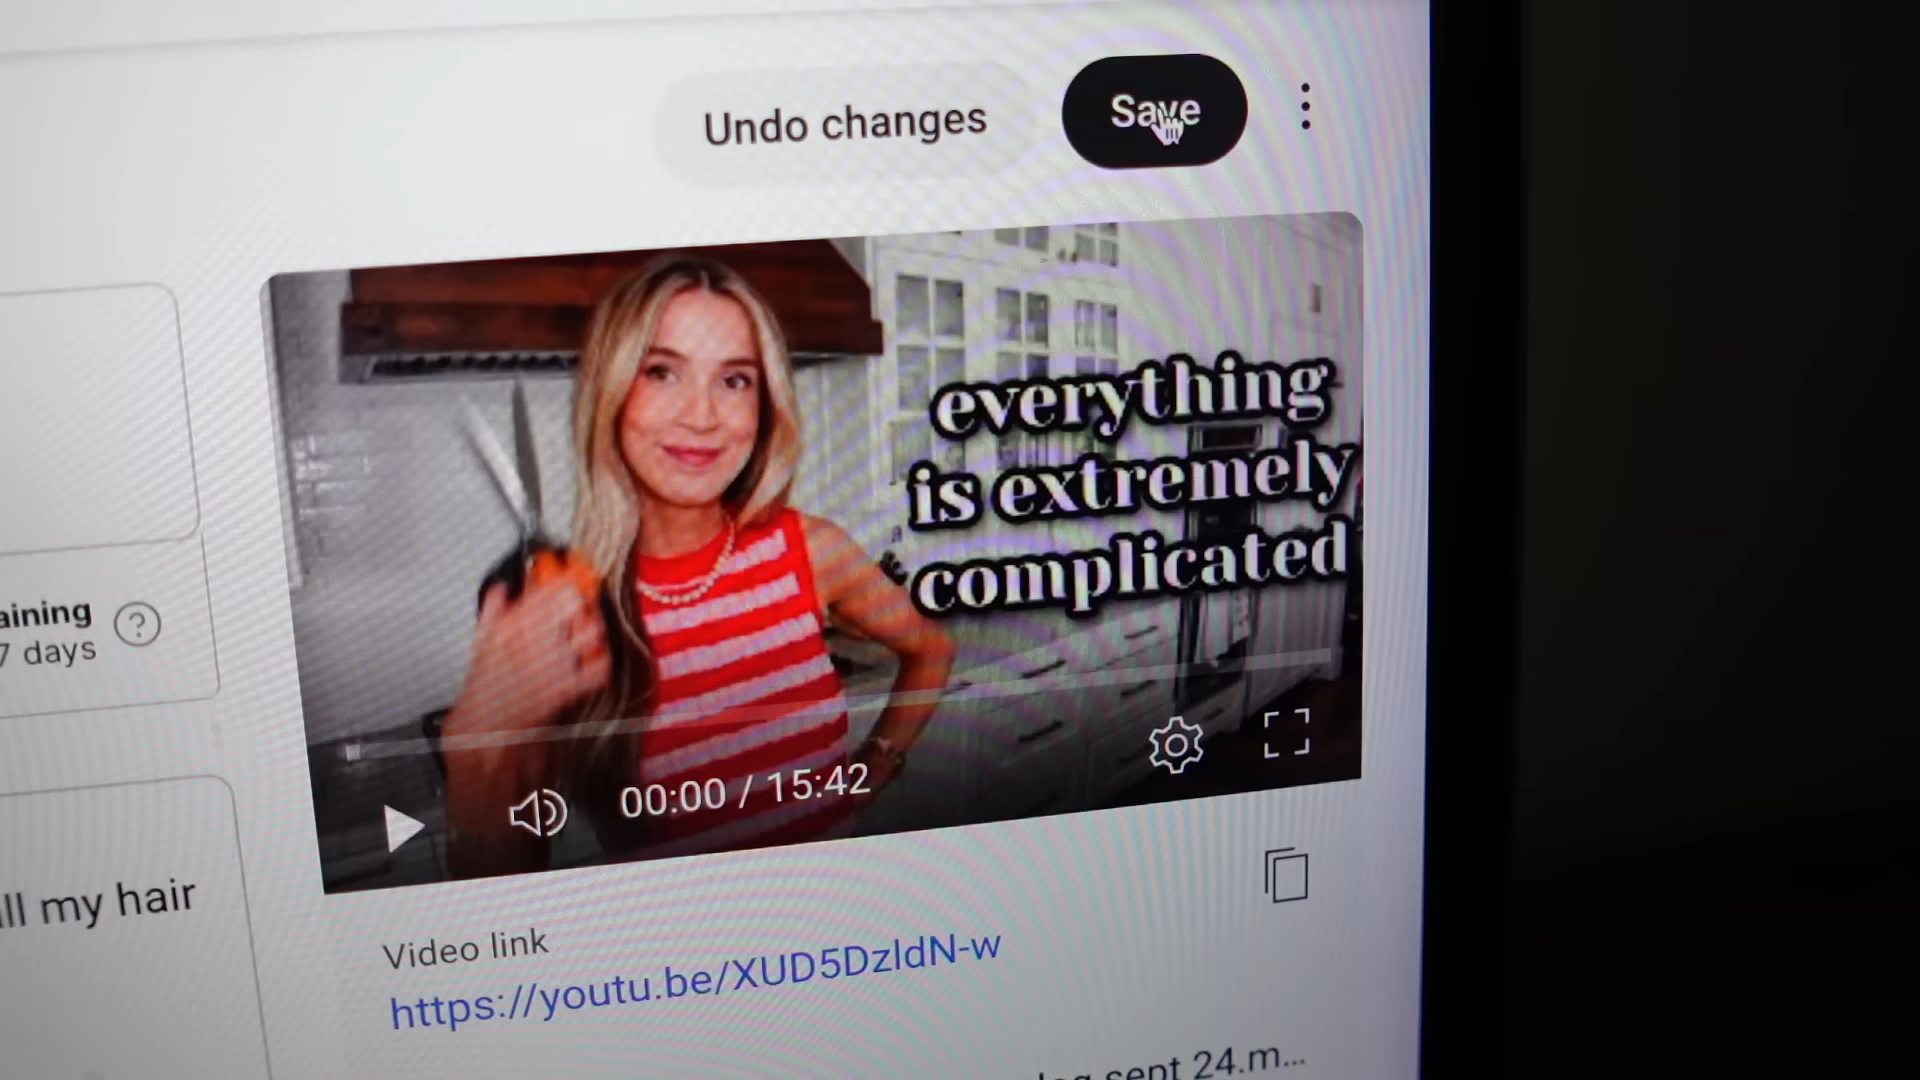 Undo changes
Save
everything
is extremely
complicated
aining
7 days
00:00 / 15:42
ll my hair
Video link
https://youtu.be/XUD5DzldN-w
sept 24.m...